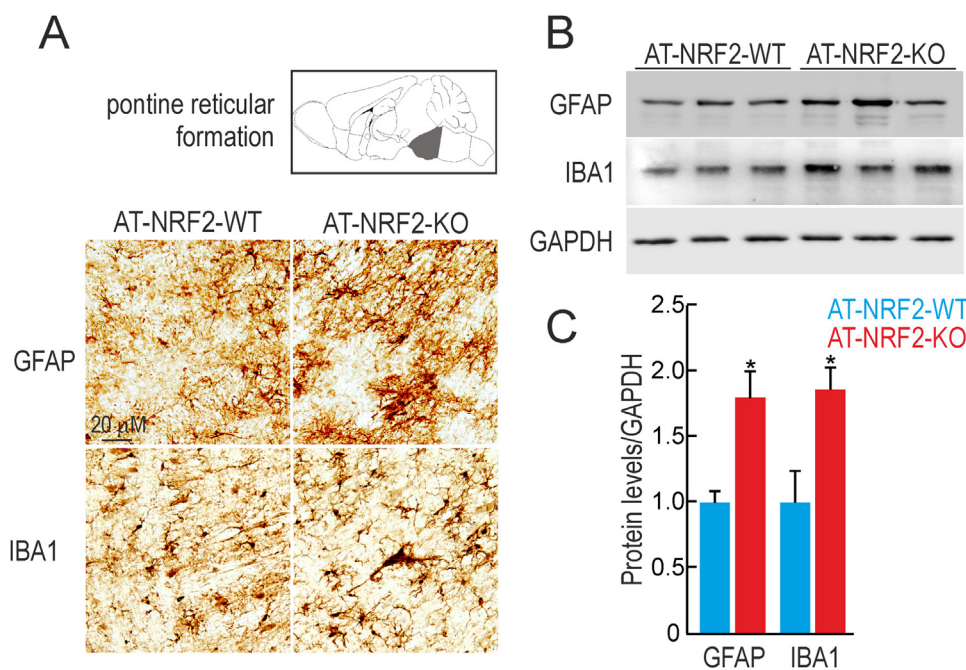 A
pontine reticular
formation
AT-NRF2-WT AT-NRF2-KO
GFAP
20 µM
IBA1
B
AT-NRF2-WT AT-NRF2-KO
GFAP
IBA1
GAPDH
C
AT-NRF2-WT
AT-NRF2-KO
Protein levels/GAPDH
2.5
2.0
1.5
1.0
0.5
0
* *
GFAP IBA1